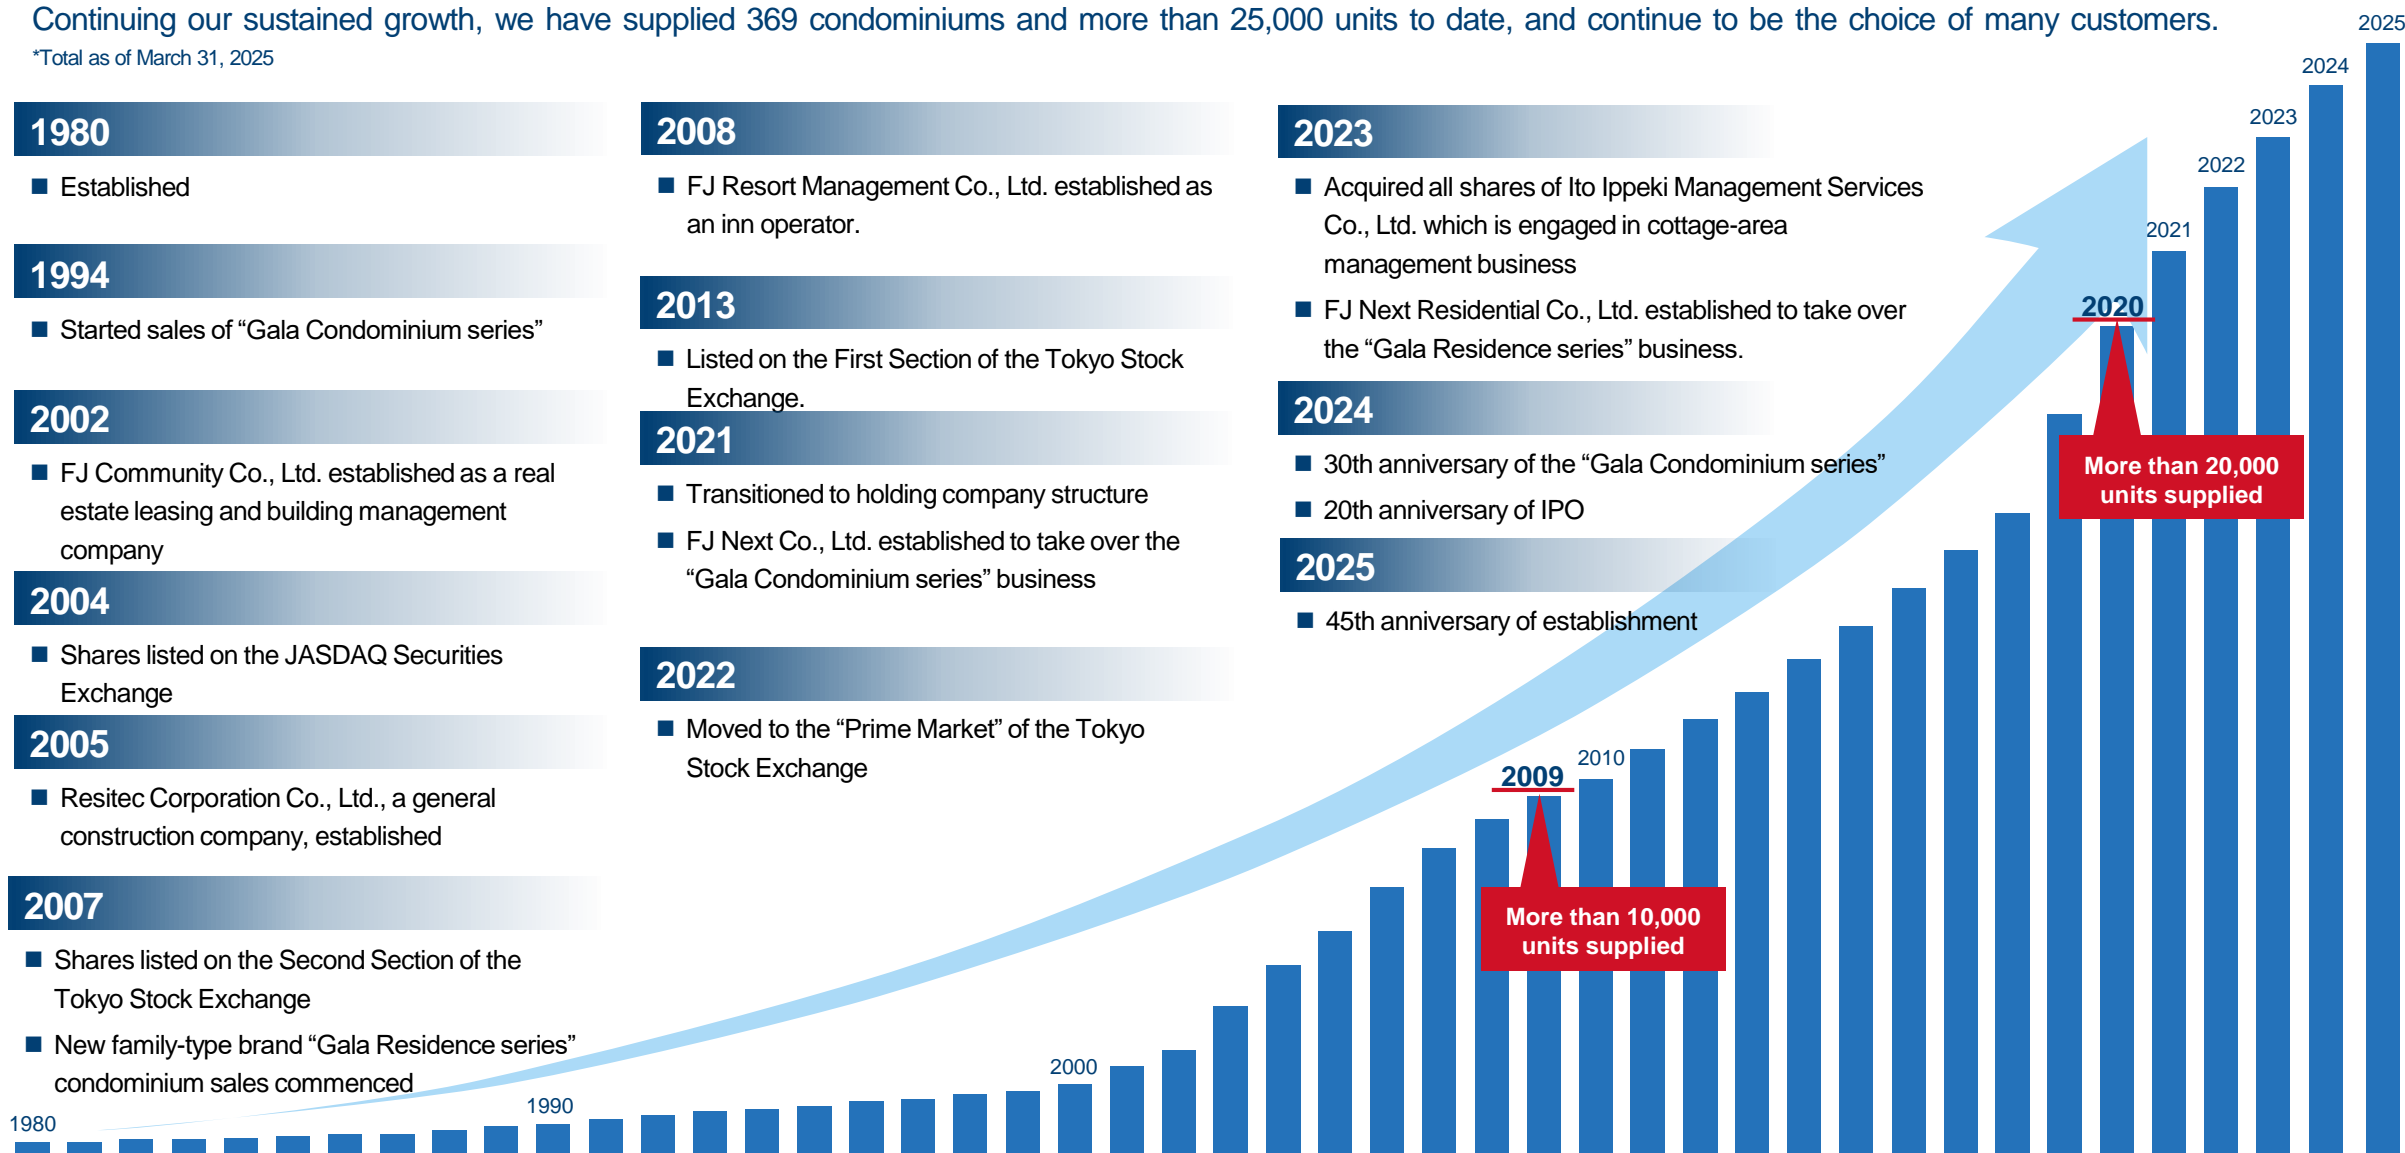 Continuing our sustained growth, we have supplied 369 condominiums and more than 25,000 units to date, and continue to be the choice of many customers.
*Total as of March 31, 2025
1980
■ Established
1994
■ Started sales of “Gala Condominium series”
2002
■ FJ Community Co., Ltd. established as a real
estate leasing and building management
company
2004
■ Shares listed on the JASDAQ Securities
Exchange
2005
■ Resitec Corporation Co., Ltd., a general
construction company, established
2007
■ Shares listed on the Second Section of the
Tokyo Stock Exchange
■ New family-type brand “Gala Residence series”
condominium sales commenced
2008
■ FJ Resort Management Co., Ltd. established as
an inn operator.
2013
■ Listed on the First Section of the Tokyo Stock
Exchange.
2021
■ Transitioned to holding company structure
■ FJ Next Co., Ltd. established to take over the
“Gala Condominium series” business
2022
■ Moved to the “Prime Market” of the Tokyo
Stock Exchange
2023
■ Acquired all shares of Ito Ippeki Management Services
Co., Ltd. which is engaged in cottage-area
management business
■ FJ Next Residential Co., Ltd. established to take over
the “Gala Residence series” business.
2024
■ 30th anniversary of the “Gala Condominium series”
■ 20th anniversary of IPO
2025
■ 45th anniversary of establishment
1980
1990
2000
2009
More than 10,000
units supplied
2010
2020
More than 20,000
units supplied
2021
2022
2023
2024
2025